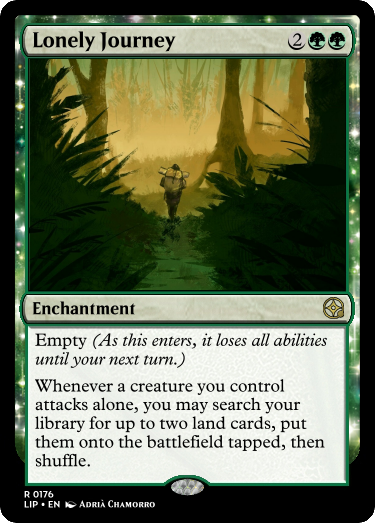 Lonely Journey 2
Enchantment
Empty (As this enters, it loses all abilities
until your next turn.)
Whenever a creature you control
attacks alone, you may search your
library for up to two land cards, put
them onto the battlefield tapped, then
shuffle.
R 0176
LIP • EN Adrià Chamorro